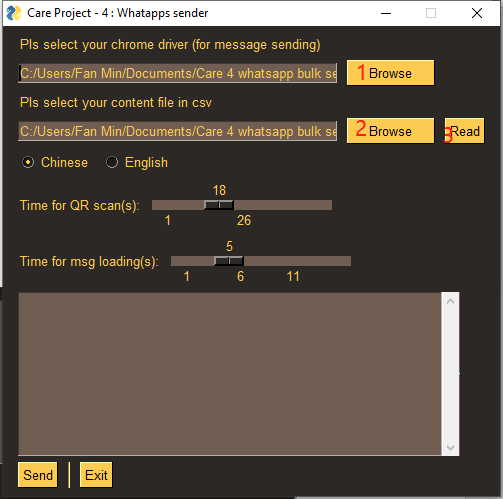 Care Project - 4 : Whatapps sender
Pls select your chrome driver (for message sending)
C:/Users/Fan Min/Documents/Care 4 whatsapp bulk se
1 Browse
Pls select your content file in csv
C:/Users/Fan Min/Documents/Care 4 whatsapp bulk se
2 Browse
3 Read
Chinese English
18
Time for QR scan(s):
1 26
5
Time for msg loading(s):
1 6 11
Send Exit